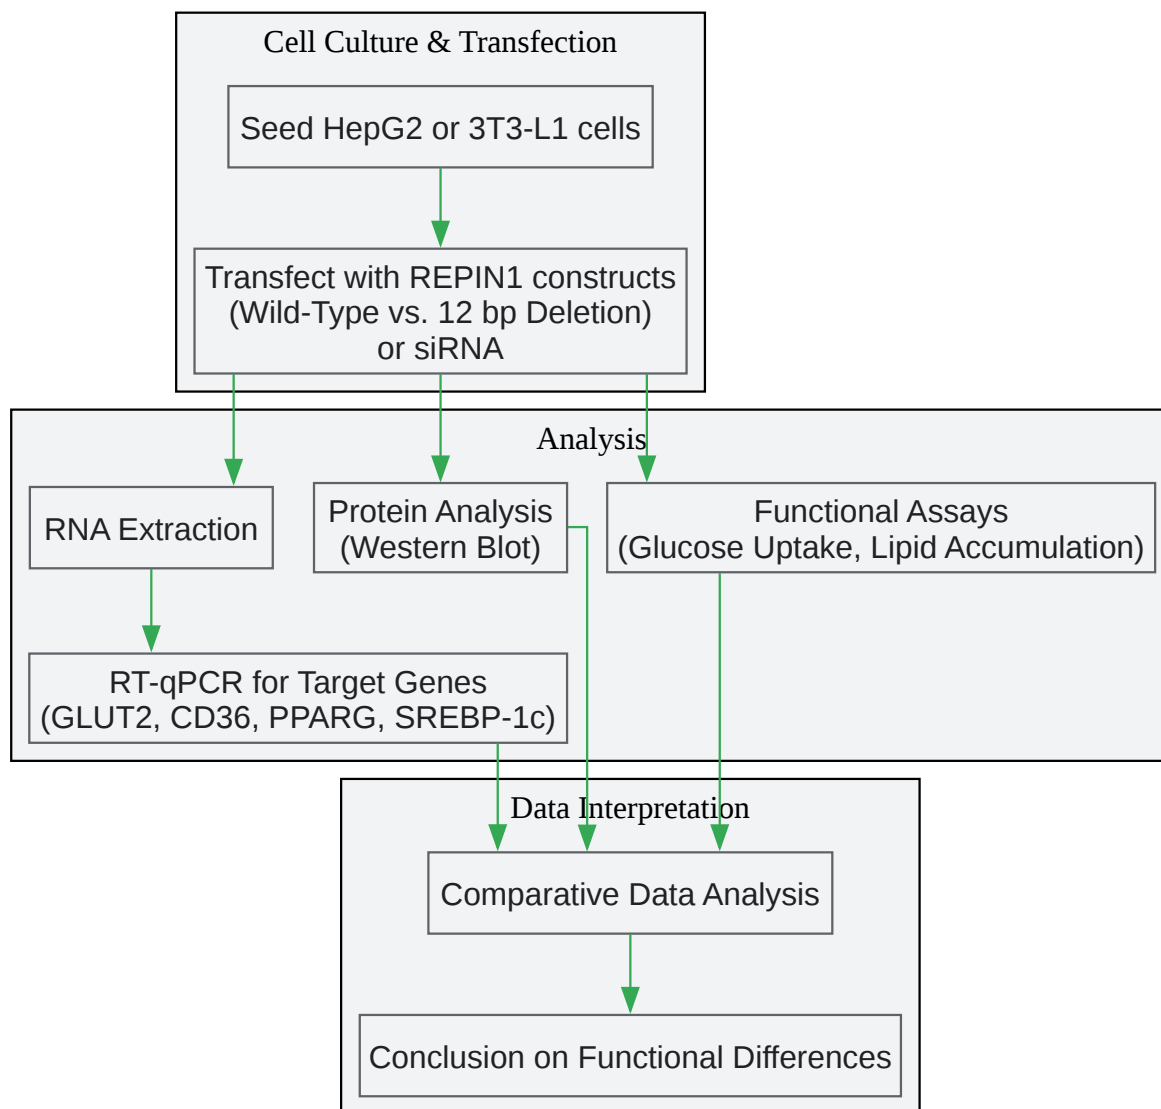 Cell Culture & Transfection
Seed HepG2 or 3T3-L1 cells
Transfect with REPIN1 constructs
(Wild-Type vs. 12 bp Deletion)
or siRNA
Analysis
RNA Extraction
Protein Analysis
(Western Blot)
Functional Assays
(Glucose Uptake, Lipid Accumulation)
RT-qPCR for Target Genes
(GLUT2, CD36, PPARG, SREBP-1c)
Data Interpretation
Comparative Data Analysis
Conclusion on Functional Differences